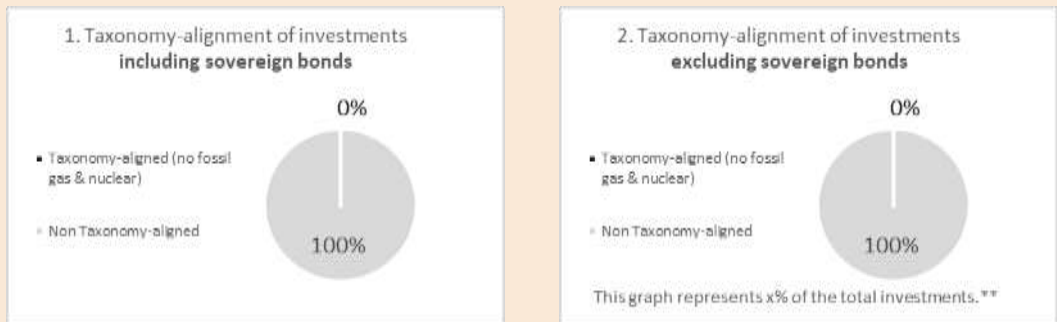 1. Taxonomy-alignment of investments
including sovereign bonds
0%
▪ Taxonomy-aligned (no fossil
gas & nuclear)
▪ Non Taxonomy-aligned
100%
2. Taxonomy-alignment of investments
excluding sovereign bonds
0%
▪ Taxonomy-aligned (no fossil
gas & nuclear)
▪ Non Taxonomy-aligned
100%
This graph represents x% of the total investments.**